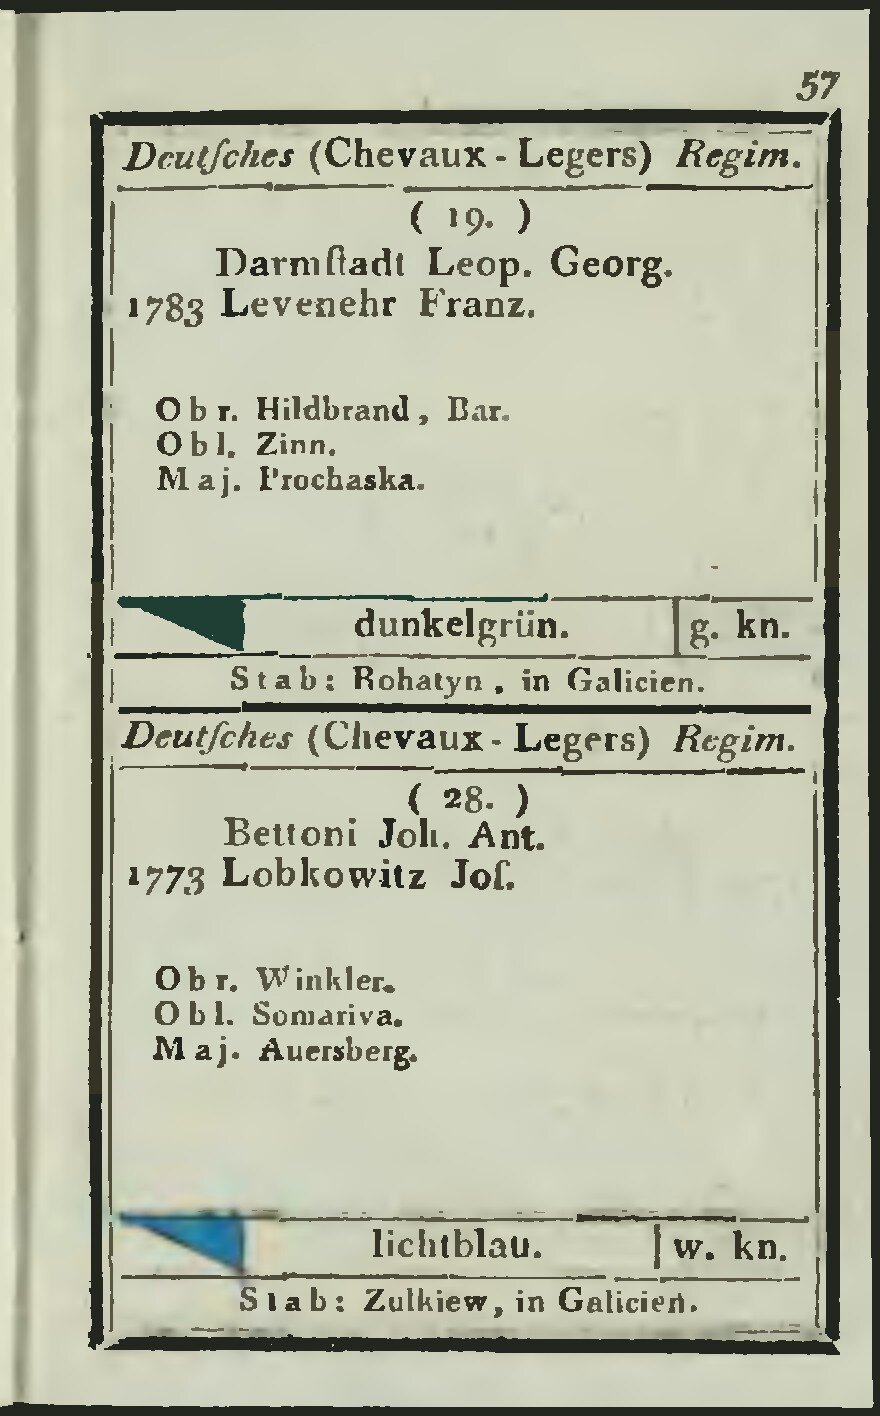 57
Deutſches (Chevaux - Legers) Regim.
( 19. )
Darmſtadt Leop. Georg.
1783 Levenehr Franz.
Obr. Hildbrand, Bar.
Obl. Zinn.
Maj. Prochaska.
dunkelgrün. g. kn.
Stab: Rohatyn, in Galicien.
Deutſches (Chevaux - Legers) Regim.
( 28. )
Bettoni Joh. Ant.
1773 Lobkowitz Joſ.
Obr. Winkler.
Obl. Somariva.
Maj. Auersberg.
lichtblau. w. kn.
Stab: Zulkiew, in Galicien.